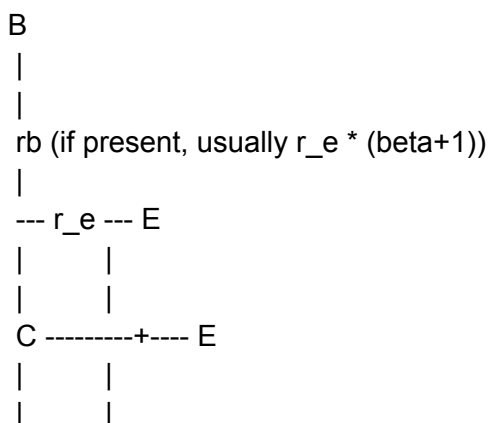 B
|
|
rb (if present, usually r_e * (beta+1))
|
--- r_e --- E
|          |
|          |
C ---------+---- E
|          |
|          |